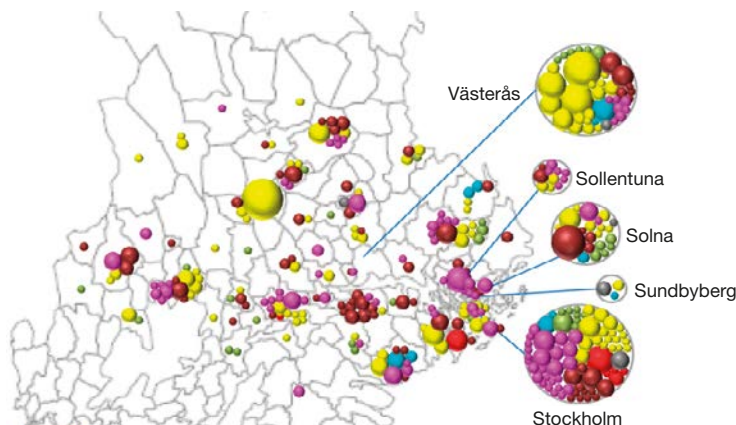 Västerås
Sollentuna
Solna
Sundbyberg
Stockholm